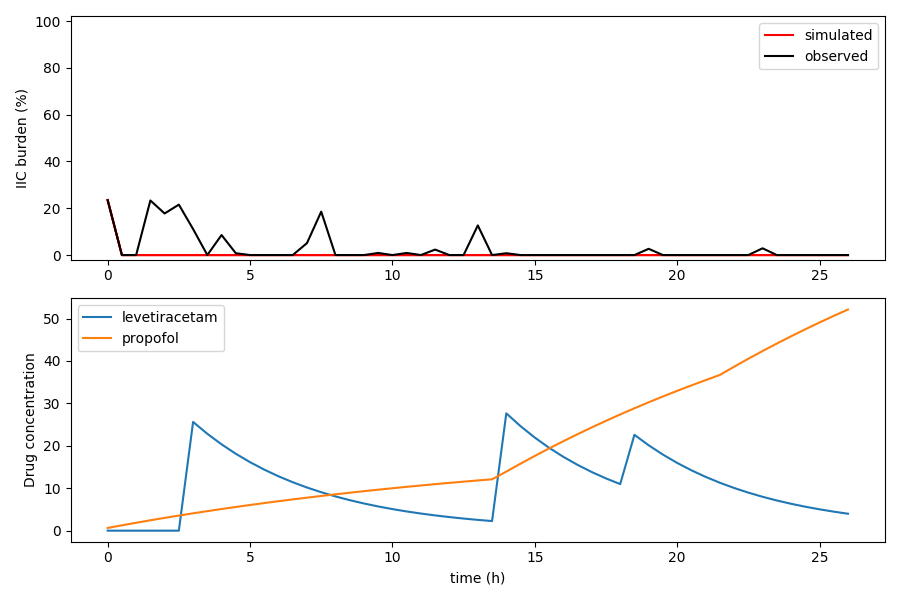 100
80
60
40
20
0
IIC burden (%)
simulated
observed
0 5 10 15 20 25
50
40
30
20
10
0
Drug concentration
levetiracetam
propofol
0 5 10 15 20 25
time (h)